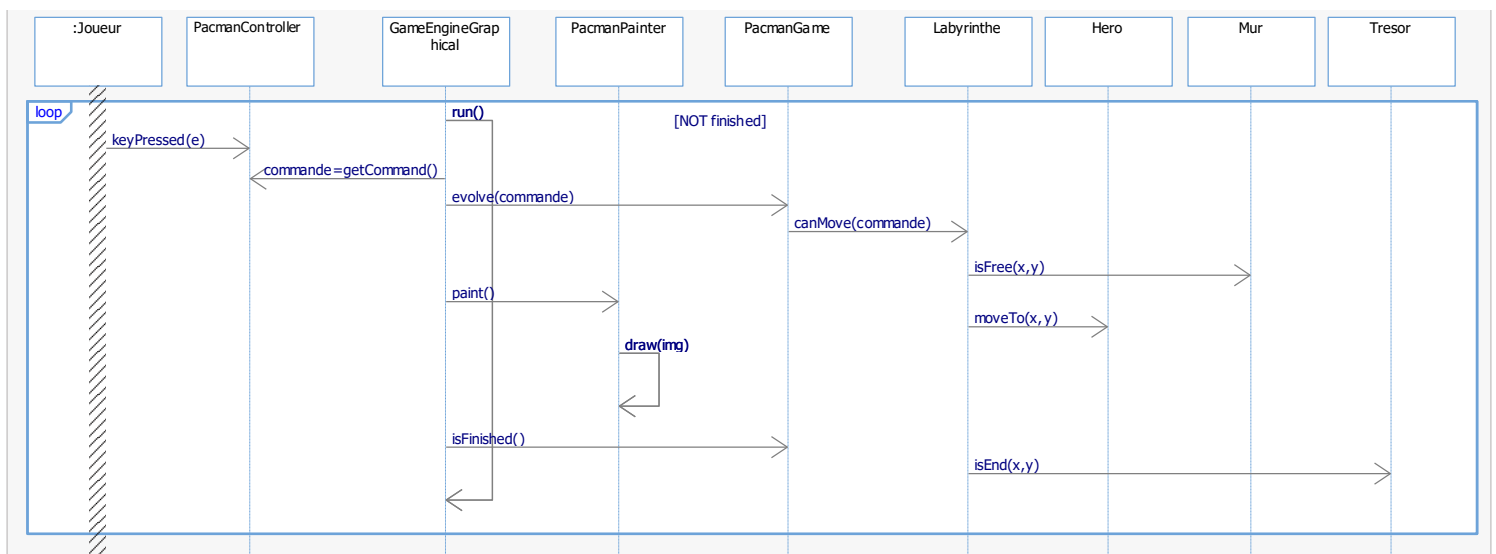 :Joueur
PacmanController
GameEngineGrap
hical
PacmanPainter
PacmanGame
Labyrinthe
Hero
Mur
Tresor
loop
run()
[NOT finished]
keyPressed(e)
commande=getCommand()
evolve(commande)
canMove(commande)
isFree(x,y)
paint()
moveTo(x,y)
draw(img)
isFinished()
isEnd(x,y)